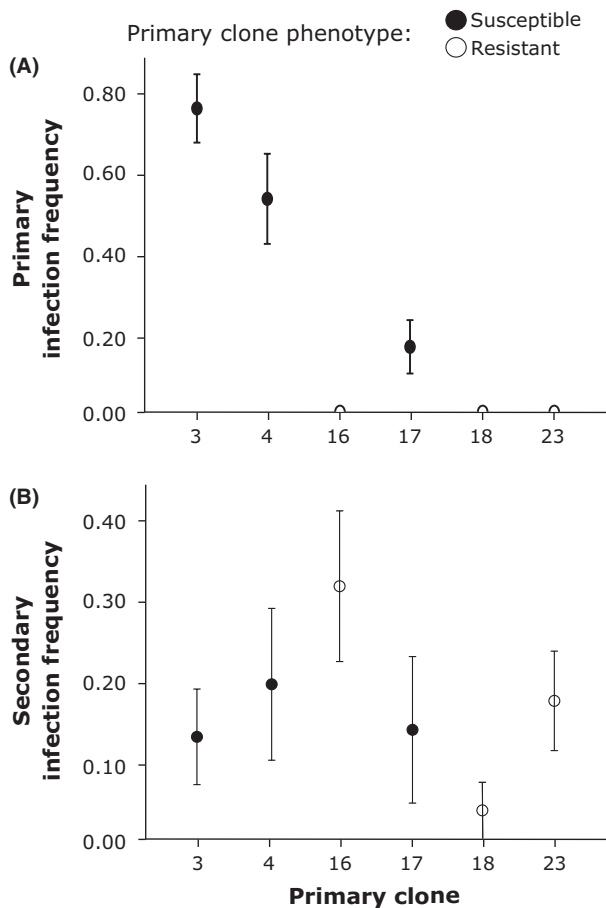 Primary clone phenotype:
Susceptible
Resistant
(A)
Primary
infection frequency
0.80
0.60
0.40
0.20
0.00
3 4 16 17 18 23
(B)
Secondary
infection frequency
0.40
0.30
0.20
0.10
0.00
3 4 16 17 18 23
Primary clone